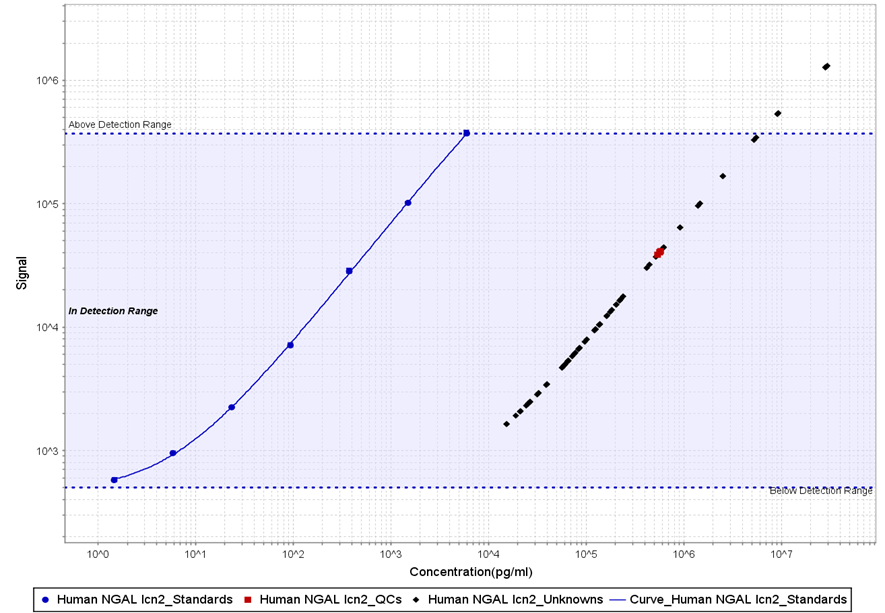 10^6
Above Detection Range
10^5
Signal
In Detection Range
10^4
10^3
Below Detection Range
10^0 10^1 10^2 10^3 10^4 10^5 10^6 10^7
Concentration(pg/ml)
Human NGAL lcn2_Standards Human NGAL lcn2_QCs Human NGAL lcn2_Unknowns Curve_Human NGAL lcn2_Standards